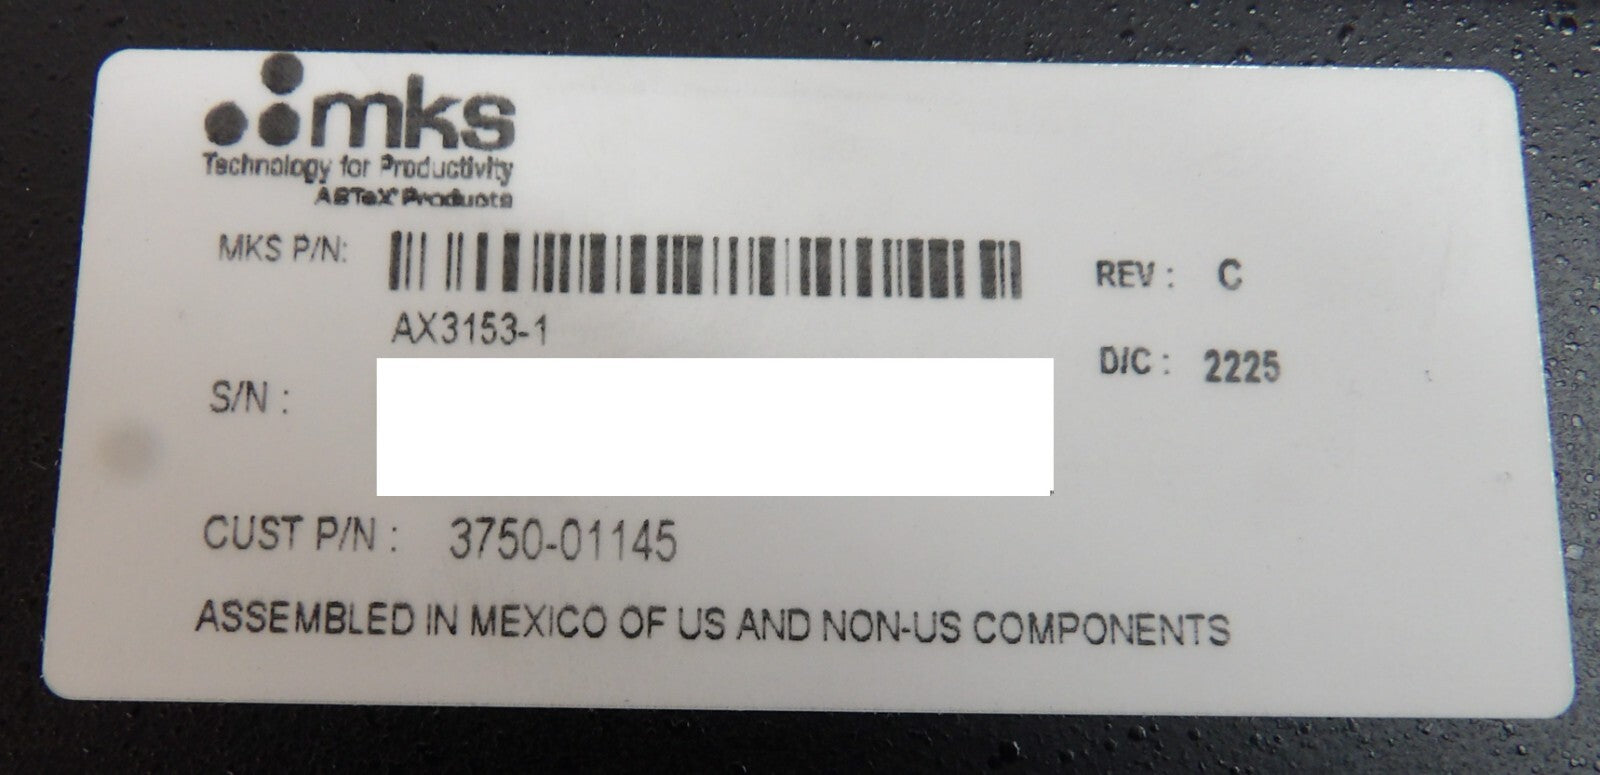 mks
Technology for Productivity
ASTeX® Products
MKS P/N:
AX3153-1
REV : C
D/C : 2225
S/N :
CUST P/N : 3750-01145
ASSEMBLED IN MEXICO OF US AND NON-US COMPONENTS